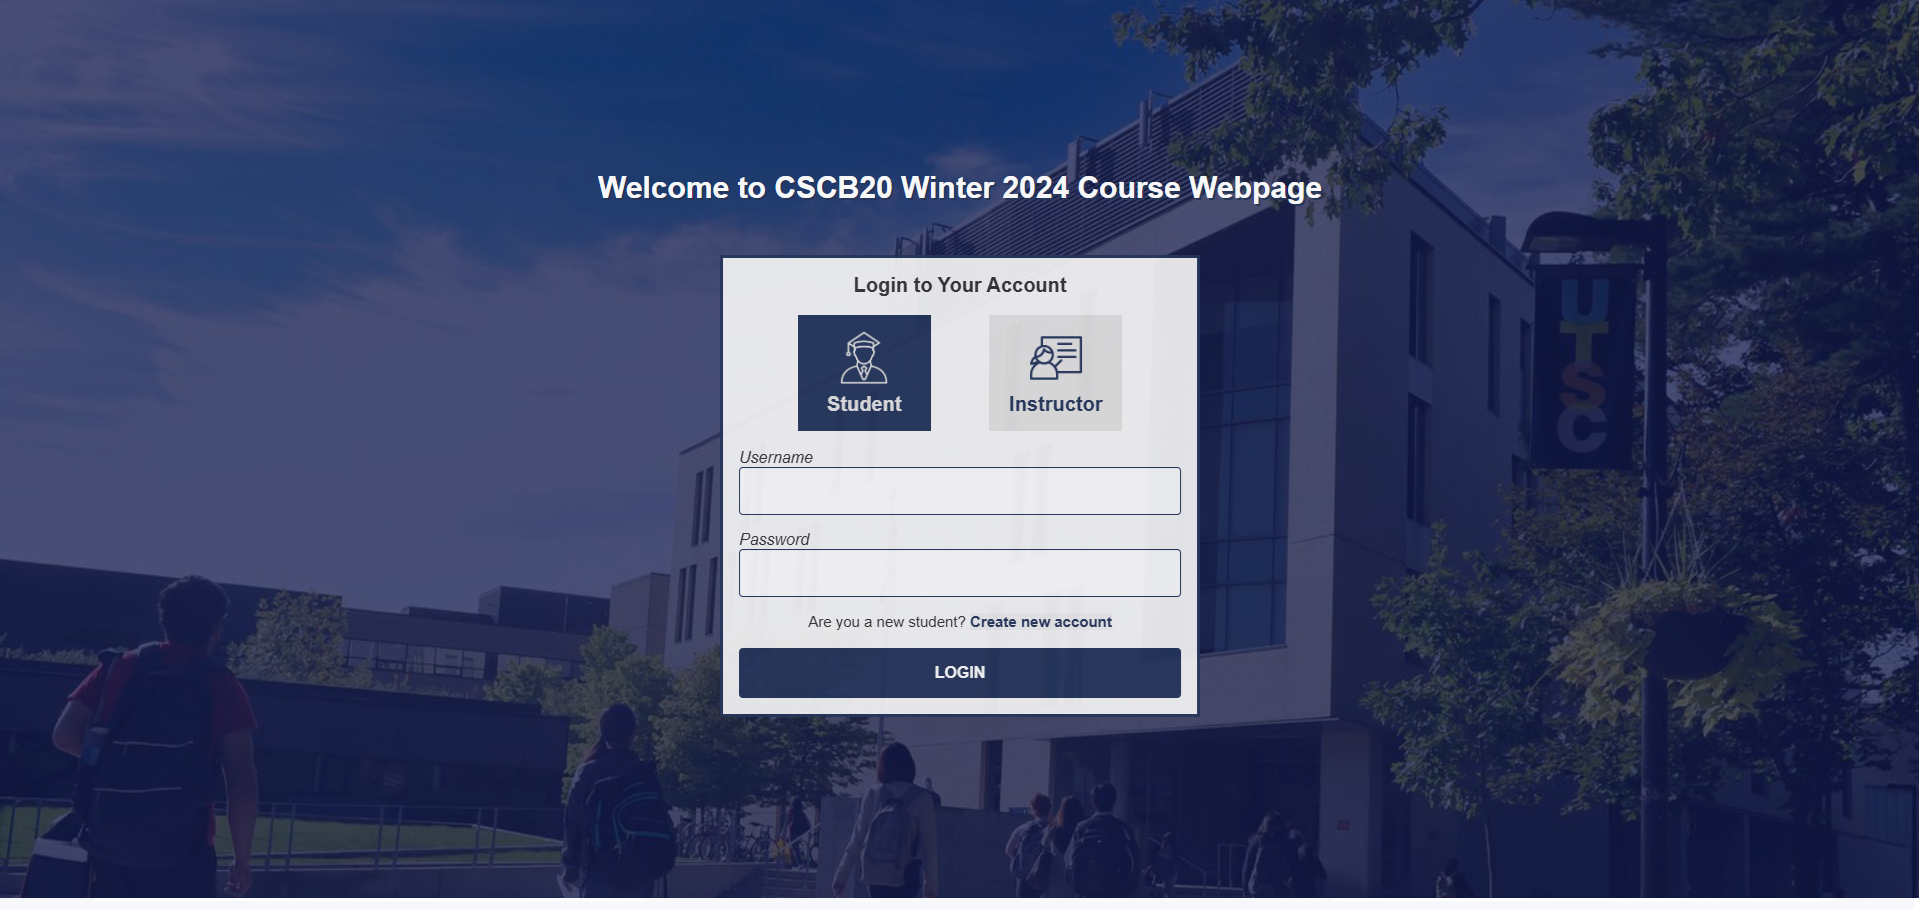 Welcome to CSCB20 Winter 2024 Course Webpage
Login to Your Account
Student
Instructor
Username
Password
Are you a new student? Create new account
LOGIN
UTSC